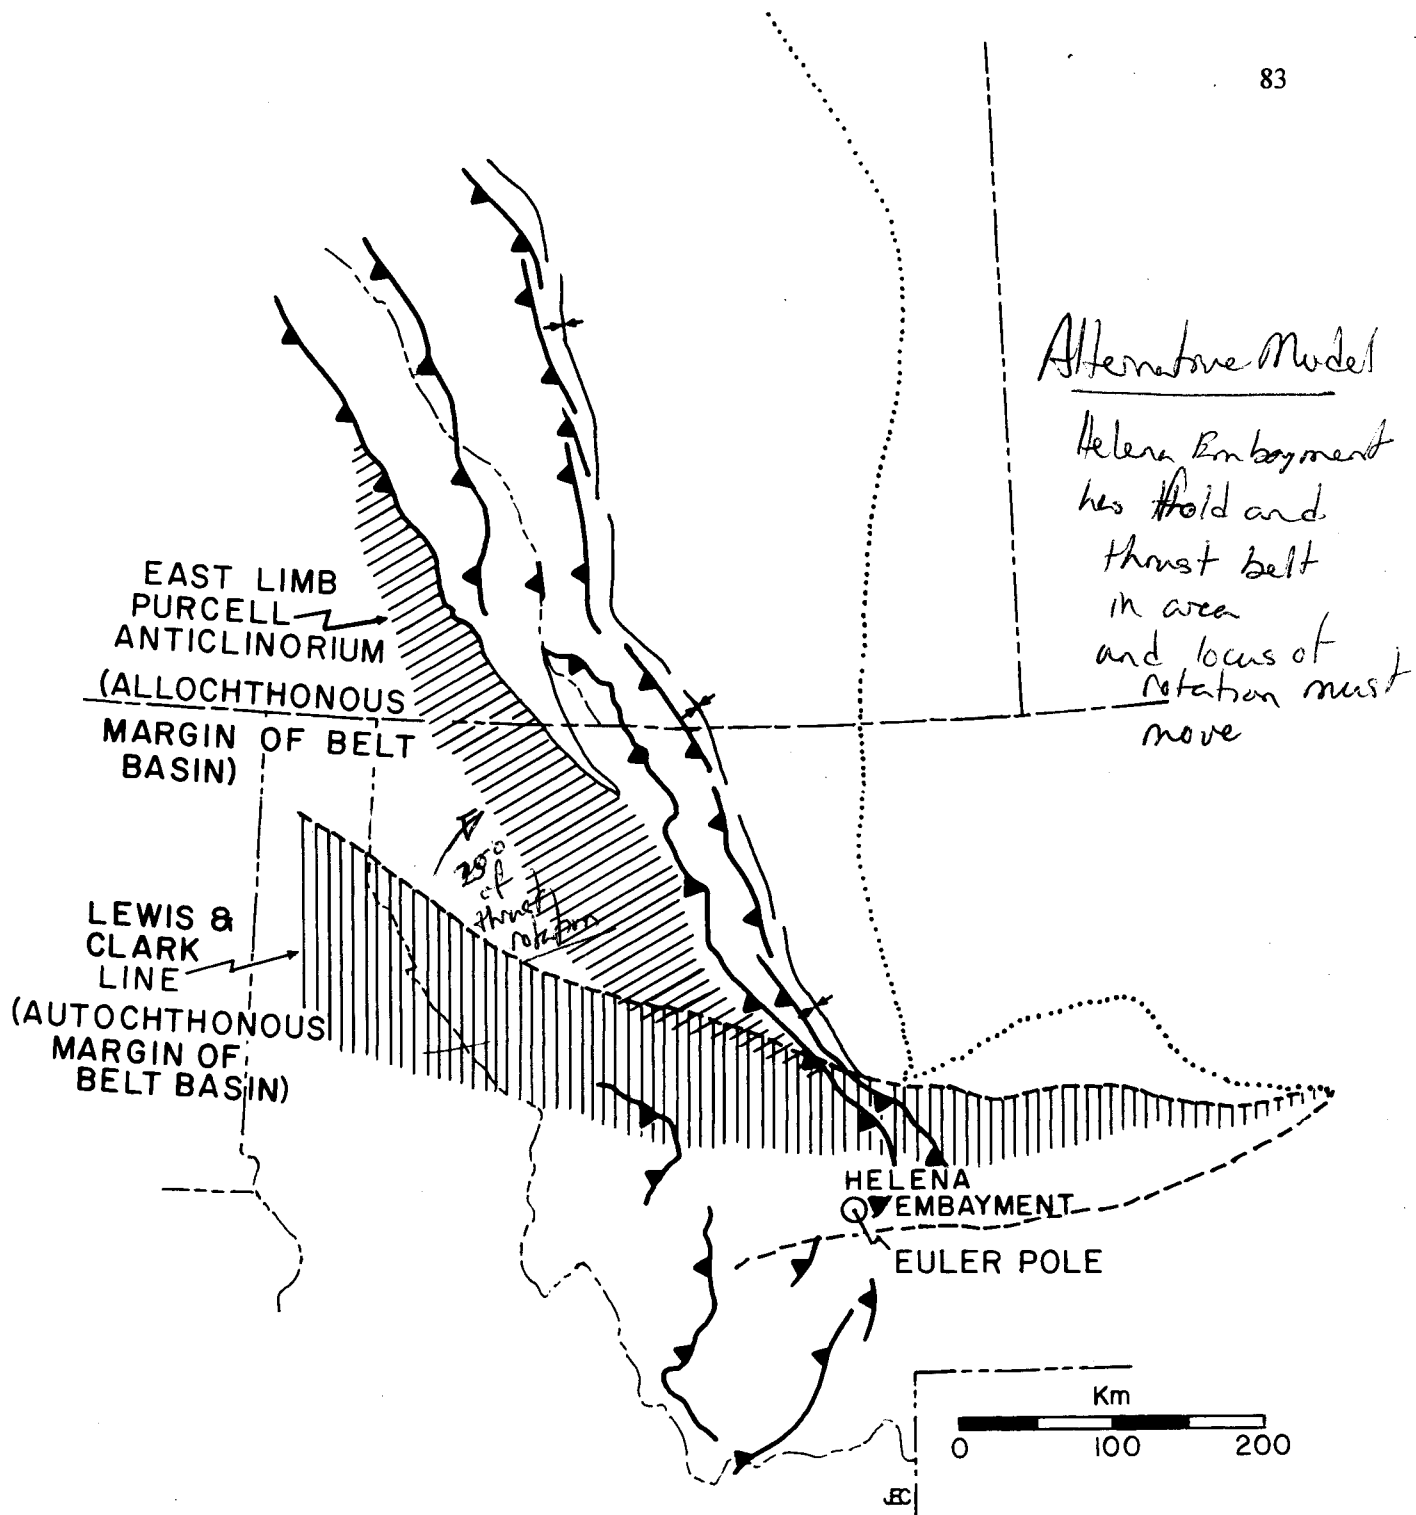 83
Alternative Model
Helena Embayment
has fold and
thrust belt
in area
and locus of
rotation must
move
EAST LIMB
PURCELL
ANTICLINORIUM
(ALLOCHTHONOUS
MARGIN OF BELT
BASIN)
25°
of
thrust
rotation
LEWIS &
CLARK
LINE
(AUTOCHTHONOUS
MARGIN OF
BELT BASIN)
HELENA
EMBAYMENT
EULER POLE
Km
0 100 200
JEC